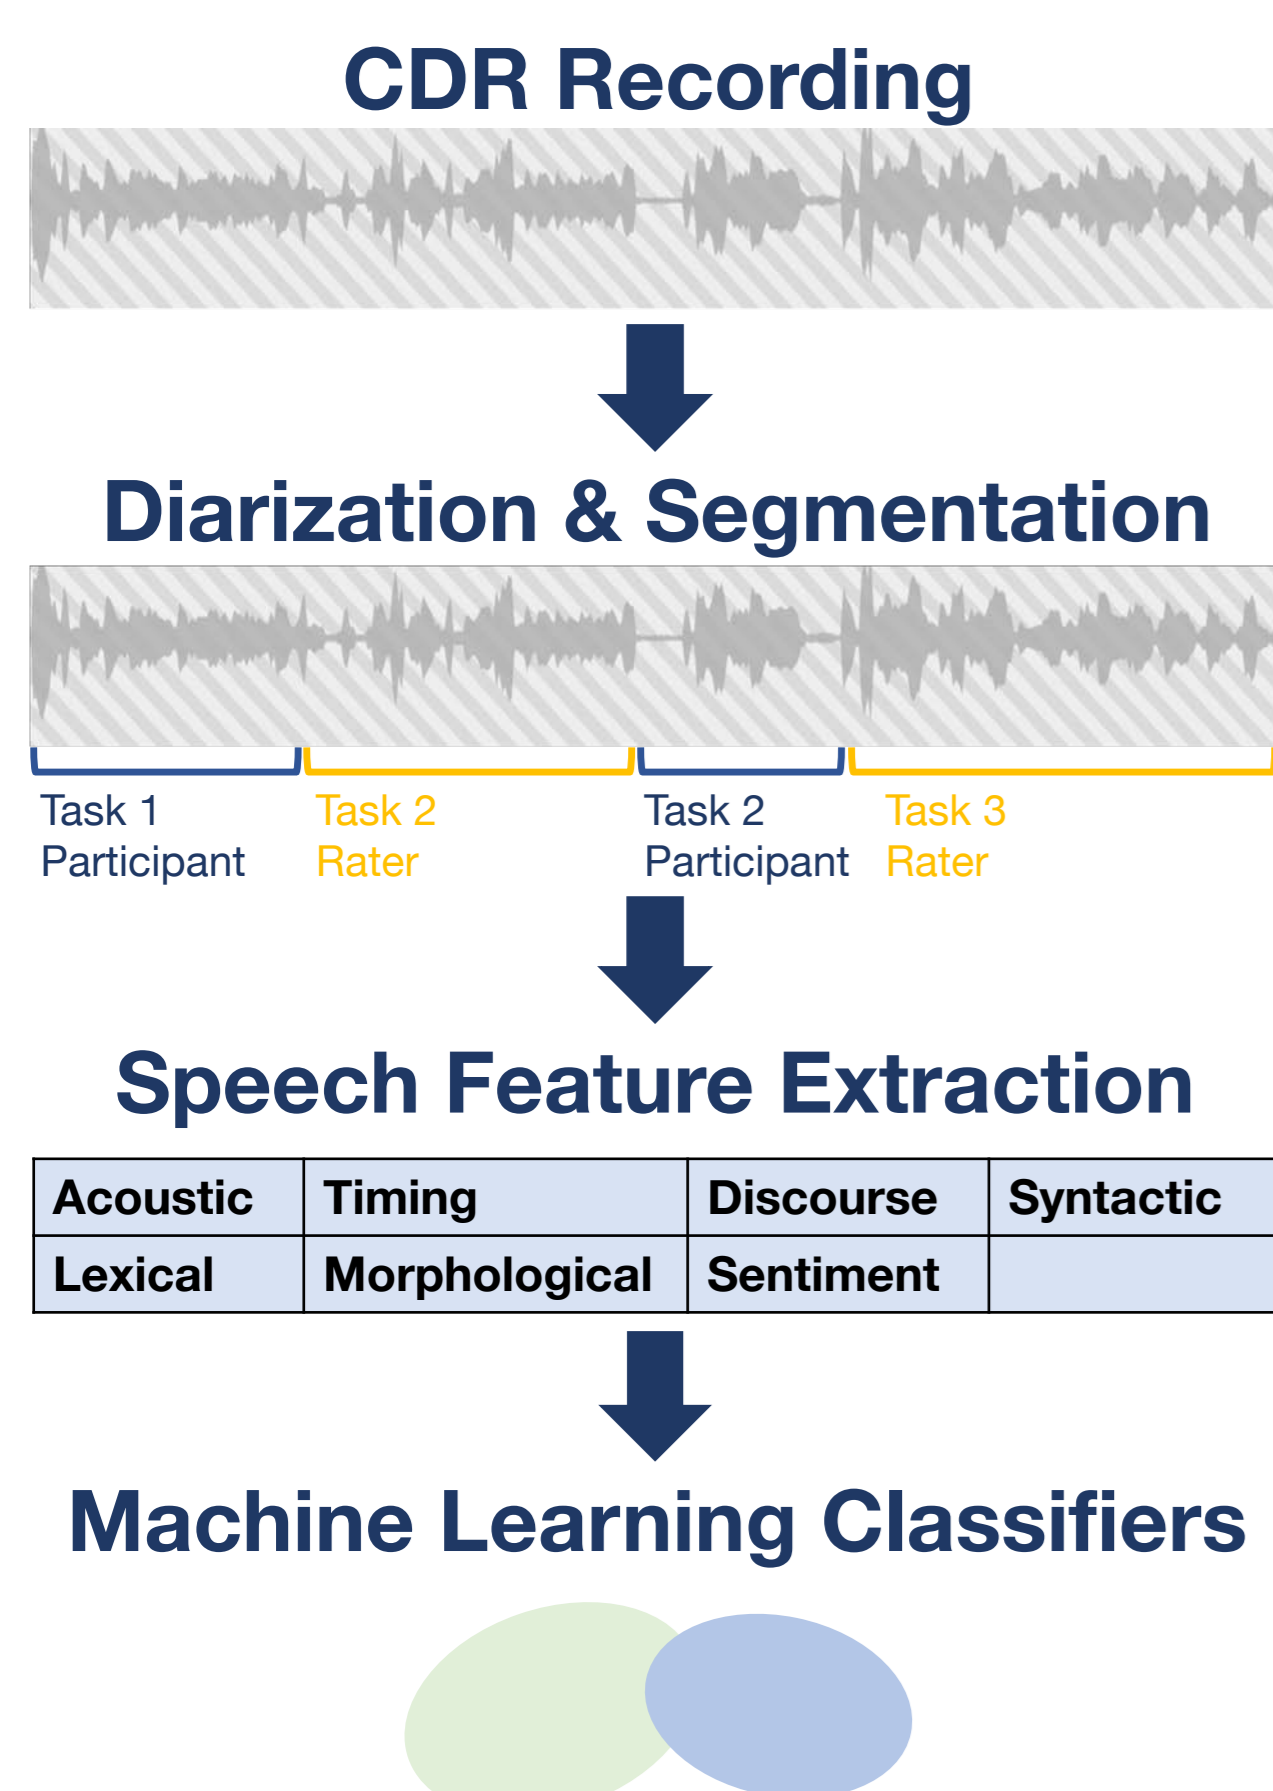 CDR Recording
Diarization & Segmentation
Task 1 Task 2 Task 2 Task 3
Participant Rater Participant Rater
Speech Feature Extraction
Acoustic Timing Discourse Syntactic
Lexical Morphological Sentiment
Machine Learning Classifiers